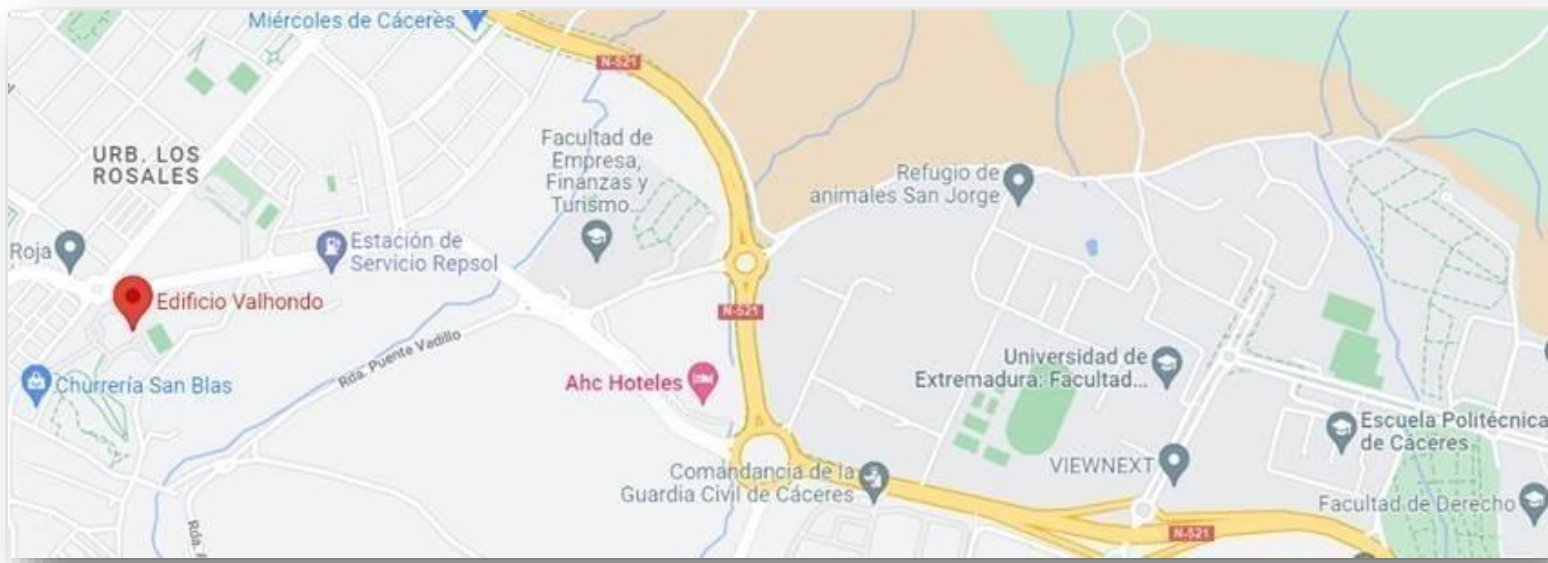 Miércoles de Cáceres
N-521
URB. LOS
ROSALES
Facultad de
Empresa,
Finanzas y
Turismo...
Refugio de
animales San Jorge
Roja
Estación de
Servicio Repsol
Edificio Valhondo
N-521
Rda. Puente Vadillo
Churrería San Blas
Ahc Hoteles
Universidad de
Extremadura: Facultad...
Escuela Politécnica
de Cáceres
Comandancia de la
Guardia Civil de Cáceres
VIEWNEXT
Facultad de Derecho
Rda.
N-521